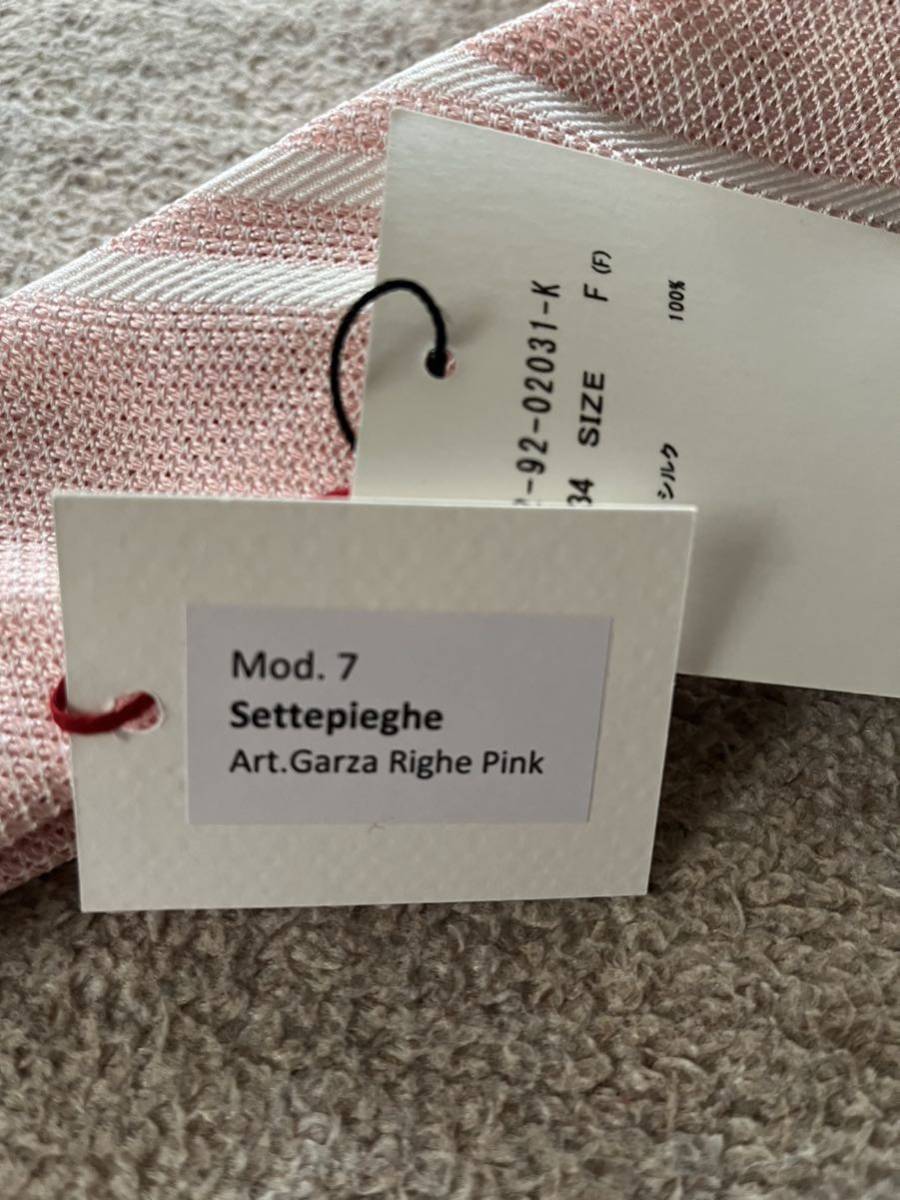 -92-02031-K
34 SIZE F (F)
シルク 100%
Mod. 7
Settepieghe
Art.Garza Righe Pink